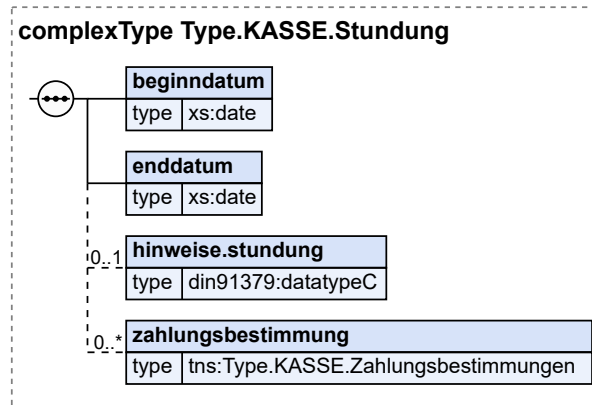 complexType Type.KASSE.Stundung
beginndatum
type xs:date
enddatum
type xs:date
0..1 hinweise.stundung
type din91379:datatypeC
0..* zahlungsbestimmung
type tns:Type.KASSE.Zahlungsbestimmungen